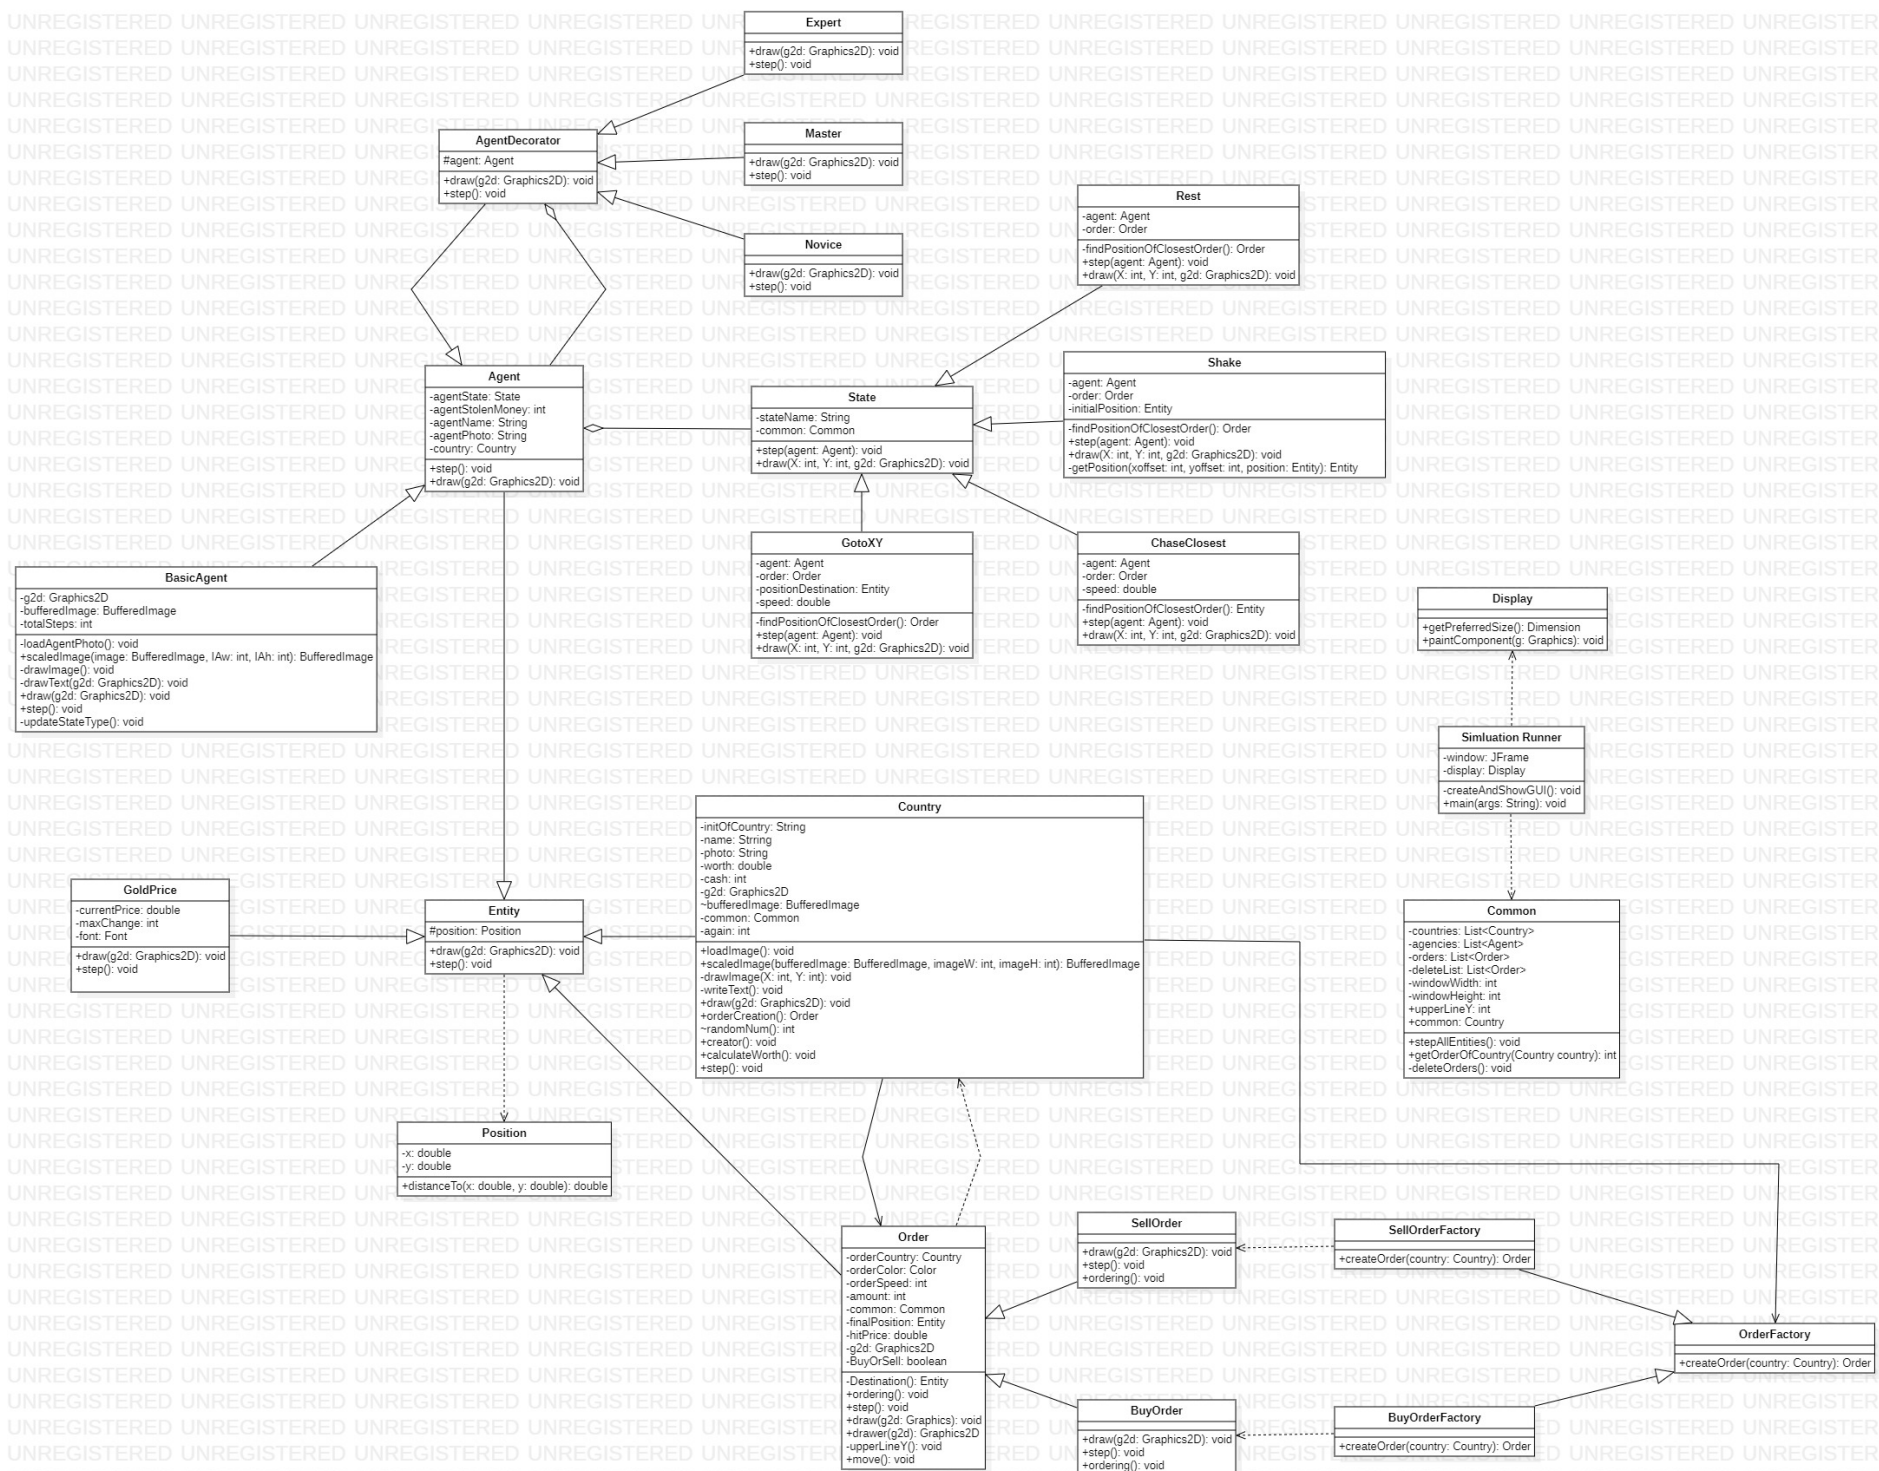 Expert
+draw(g2d: Graphics2D): void
+step(): void
AgentDecorator
#agent: Agent
+draw(g2d: Graphics2D): void
+step(): void
Master
+draw(g2d: Graphics2D): void
+step(): void
Novice
+draw(g2d: Graphics2D): void
+step(): void
Rest
-agent: Agent
-order: Order
-findPositionOfClosestOrder(): Order
+step(agent: Agent): void
+draw(X: int, Y: int, g2d: Graphics2D): void
Agent
-agentState: State
-agentStolenMoney: int
-agentName: String
-agentPhoto: String
-country: Country
+step(): void
+draw(g2d: Graphics2D): void
State
-stateName: String
-common: Common
+step(agent: Agent): void
+draw(X: int, Y: int, g2d: Graphics2D): void
Shake
-agent: Agent
-order: Order
-initialPosition: Entity
-findPositionOfClosestOrder(): Order
+step(agent: Agent): void
+draw(X: int, Y: int, g2d: Graphics2D): void
-getPosition(xoffset: int, yoffset: int, position: Entity): Entity
GotoXY
-agent: Agent
-order: Order
-positionDestination: Entity
-speed: double
-findPositionOfClosestOrder(): Order
+step(agent: Agent): void
+draw(X: int, Y: int, g2d: Graphics2D): void
ChaseClosest
-agent: Agent
-order: Order
-speed: double
-findPositionOfClosestOrder(): Entity
+step(agent: Agent): void
+draw(X: int, Y: int, g2d: Graphics2D): void
BasicAgent
-g2d: Graphics2D
-bufferedImage: BufferedImage
-totalSteps: int
-loadAgentPhoto(): void
+scaledImage(image: BufferedImage, IAw: int, IAh: int): BufferedImage
-drawImage(): void
-drawText(g2d: Graphics2D): void
+draw(g2d: Graphics2D): void
+step(): void
-updateStateType(): void
Display
+getPreferredSize(): Dimension
+paintComponent(g: Graphics): void
Simluation Runner
-window: JFrame
-display: Display
-createAndShowGUI(): void
+main(args: String): void
Country
-initOfCountry: String
-name: Strring
-photo: String
-worth: double
-cash: int
-g2d: Graphics2D
~bufferedImage: BufferedImage
-common: Common
-again: int
+loadImage(): void
+scaledImage(bufferedImage: BufferedImage, imageW: int, imageH: int): BufferedImage
-drawImage(X: int, Y: int): void
-writeText(): void
+draw(g2d: Graphics2D): void
+orderCreation(): Order
~randomNum(): int
+creator(): void
+calculateWorth(): void
+step(): void
GoldPrice
-currentPrice: double
-maxChange: int
-font: Font
+draw(g2d: Graphics2D): void
+step(): void
Entity
#position: Position
+draw(g2d: Graphics2D): void
+step(): void
Common
-countries: List<Country>
-agencies: List<Agent>
-orders: List<Order>
-deleteList: List<Order>
-windowWidth: int
-windowHeight: int
+upperLineY: int
+common: Country
+stepAllEntities(): void
+getOrderOfCountry(Country country): int
-deleteOrders(): void
Position
-x: double
-y: double
+distanceTo(x: double, y: double): double
Order
-orderCountry: Country
-orderColor: Color
-orderSpeed: int
-amount: int
-common: Common
-finalPosition: Entity
-hitPrice: double
-g2d: Graphics2D
-BuyOrSell: boolean
-Destination(): Entity
+ordering(): void
+step(): void
+draw(g2d: Graphics): void
+drawer(g2d): Graphics2D
-upperLineY(): void
+move(): void
SellOrder
+draw(g2d: Graphics2D): void
+step(): void
+ordering(): void
SellOrderFactory
+createOrder(country: Country): Order
OrderFactory
+createOrder(country: Country): Order
BuyOrder
+draw(g2d: Graphics2D): void
+step(): void
+ordering(): void
BuyOrderFactory
+createOrder(country: Country): Order